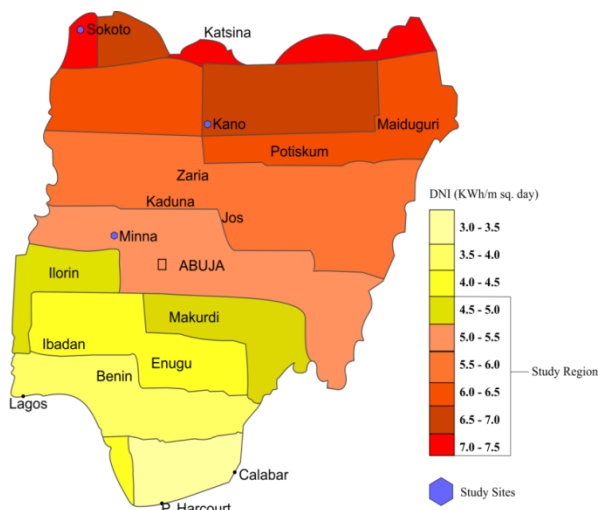 Sokoto
Katsina
Kano
Maiduguri
Potiskum
Zaria
Kaduna
Jos
Minna
ABUJA
Ilorin
Makurdi
Ibadan
Enugu
Benin
Lagos
Calabar
P. Harcourt
DNI (KWh/m sq. day)
3.0 - 3.5
3.5 - 4.0
4.0 - 4.5
4.5 - 5.0
5.0 - 5.5
5.5 - 6.0
6.0 - 6.5
6.5 - 7.0
7.0 - 7.5
Study Region
Study Sites